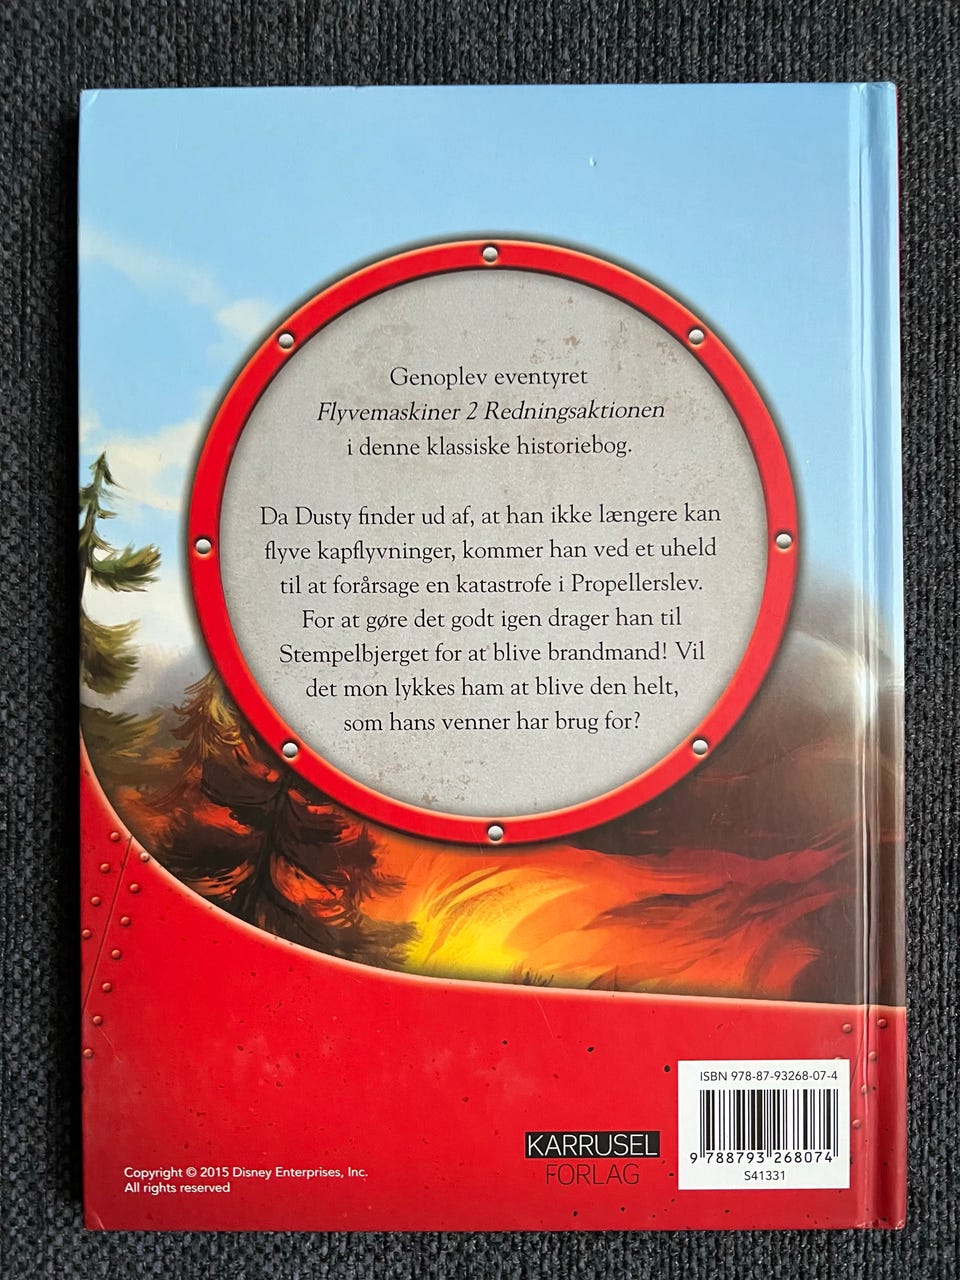 Genoplev eventyret
Flyvemaskiner 2 Redningsaktionen
i denne klassiske historiebog.
Da Dusty finder ud af, at han ikke længere kan
flyve kapflyvninger, kommer han ved et uheld
til at forårsage en katastrofe i Propellerslev.
For at gøre det godt igen drager han til
Stempelbjerget for at blive brandmand! Vil
det mon lykkes ham at blive den helt,
som hans venner har brug for?
ISBN 978-87-93268-07-4
9 788793 268074
S41331
KARRUSEL
FORLAG
Copyright © 2015 Disney Enterprises, Inc.
All rights reserved